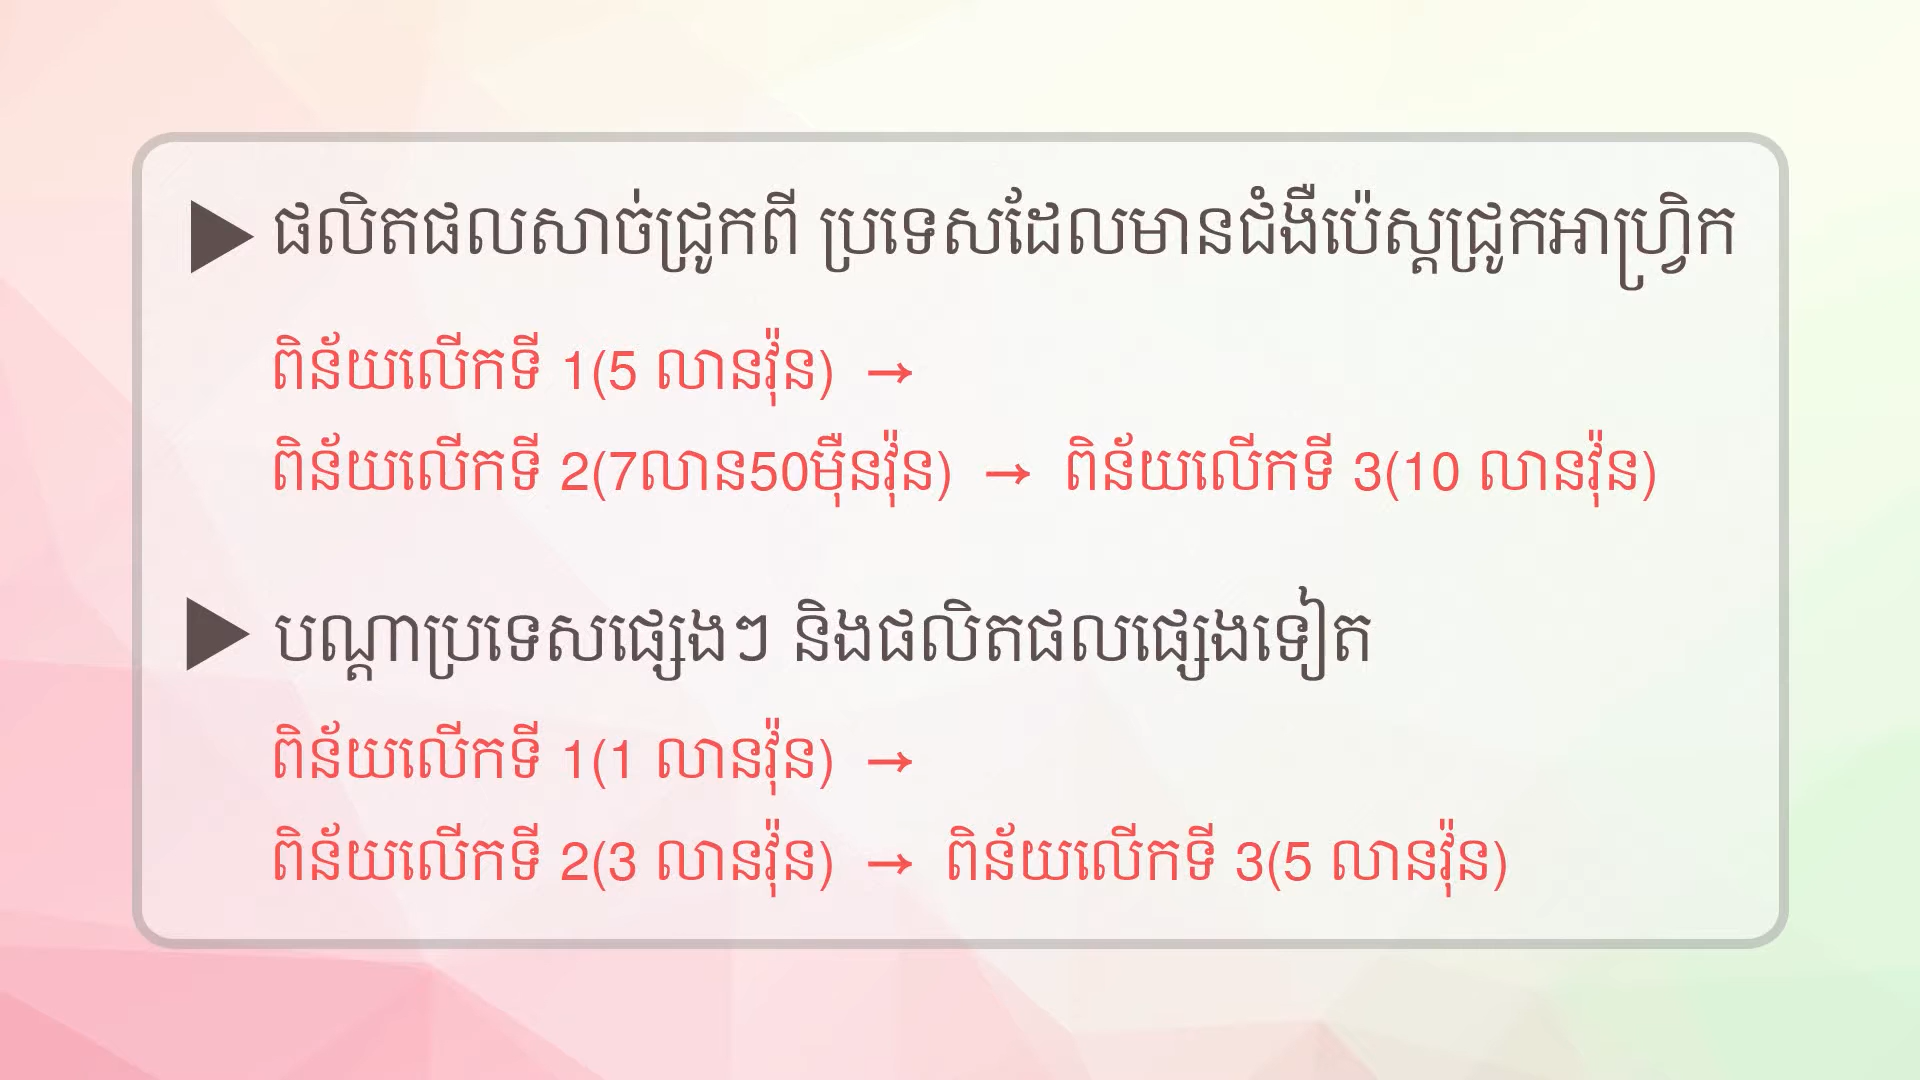 ▶ ផលិតផលសាច់ជ្រូកពី ប្រទេសដែលមានជំងឺប៉េស្តជ្រូកអាហ្វ្រិក
ពិន័យលើកទី 1(5 លានវ៉ុន) →
ពិន័យលើកទី 2(7លាន50ម៉ឺនវ៉ុន) → ពិន័យលើកទី 3(10 លានវ៉ុន)
▶ បណ្តាប្រទេសផ្សេងៗ និងផលិតផលផ្សេងទៀត
ពិន័យលើកទី 1(1 លានវ៉ុន) →
ពិន័យលើកទី 2(3 លានវ៉ុន) → ពិន័យលើកទី 3(5 លានវ៉ុន)